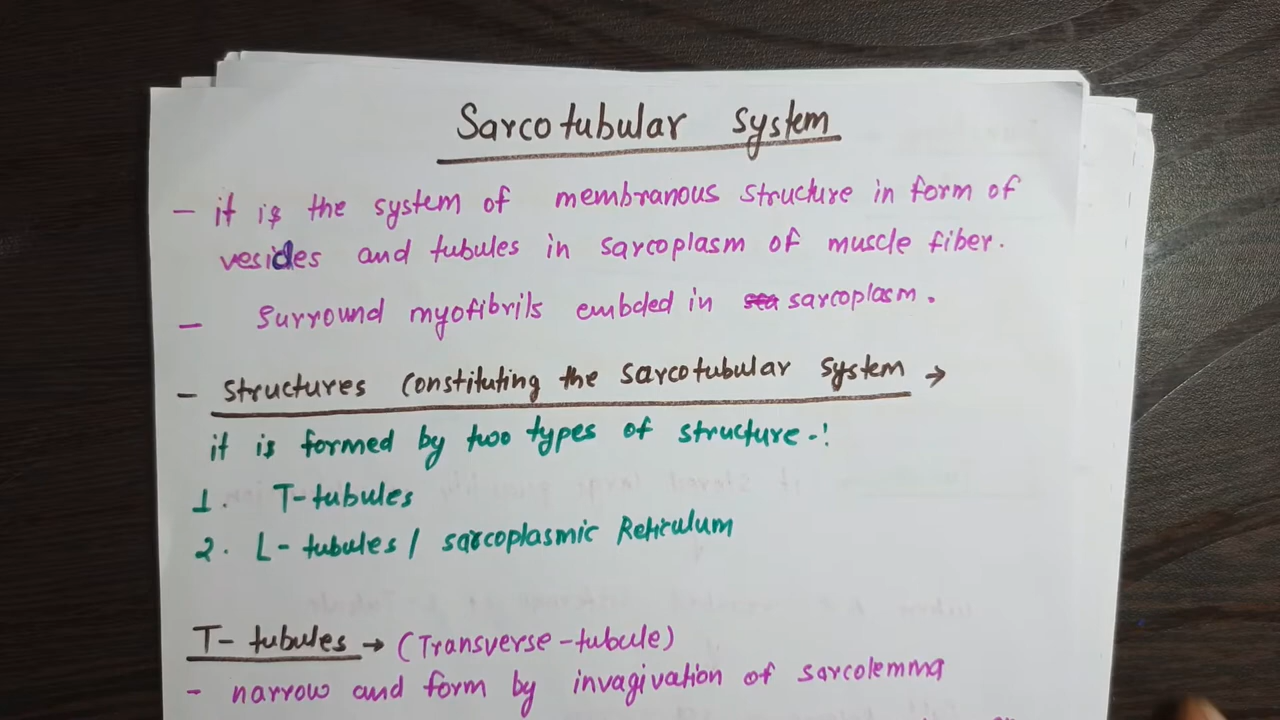 Sarcotubular System
- it is the system of membranous structure in form of
vesicles and tubules in sarcoplasm of muscle fiber.
- Surround myofibrils embded in sarcoplasm.
- Structures Constituting the sarcotubular System →
it is formed by two types of structure -:
1. T-tubules
2. L-tubules / sarcoplasmic Reticulum
T-tubules → (Transverse-tubule)
- narrow and form by invagivation of sarcolemma